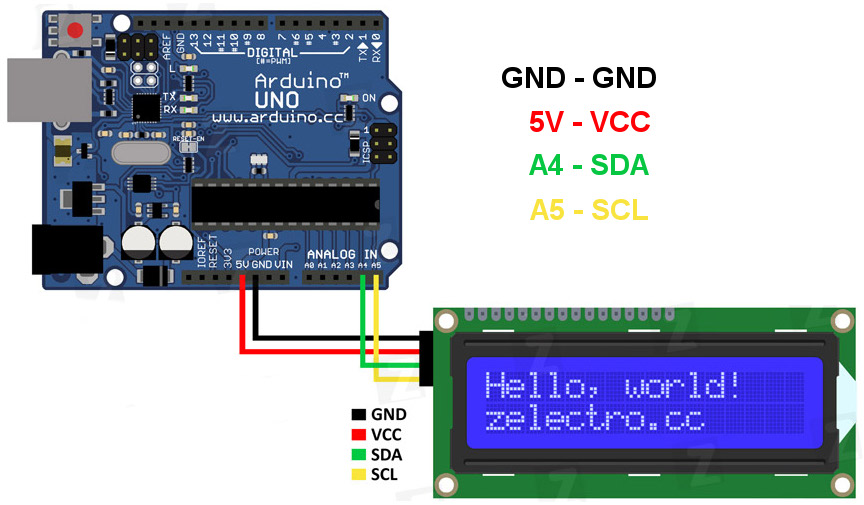 AREF
GND
13
12
#11
#10
#9
8
7
#6
#5
4
#3
2
TX▶1
RX◀0
DIGITAL
[#=PWM]
L
TX
RX
Arduino™
UNO
www.arduino.cc
ON
RESET-EN
1
ICSP
IOREF
RESET
3V3
POWER
5V GND VIN
ANALOG IN
A0 A1 A2 A3 A4 A5
GND - GND
5V - VCC
A4 - SDA
A5 - SCL
Hello, world!
zelectro.cc
GND
VCC
SDA
SCL